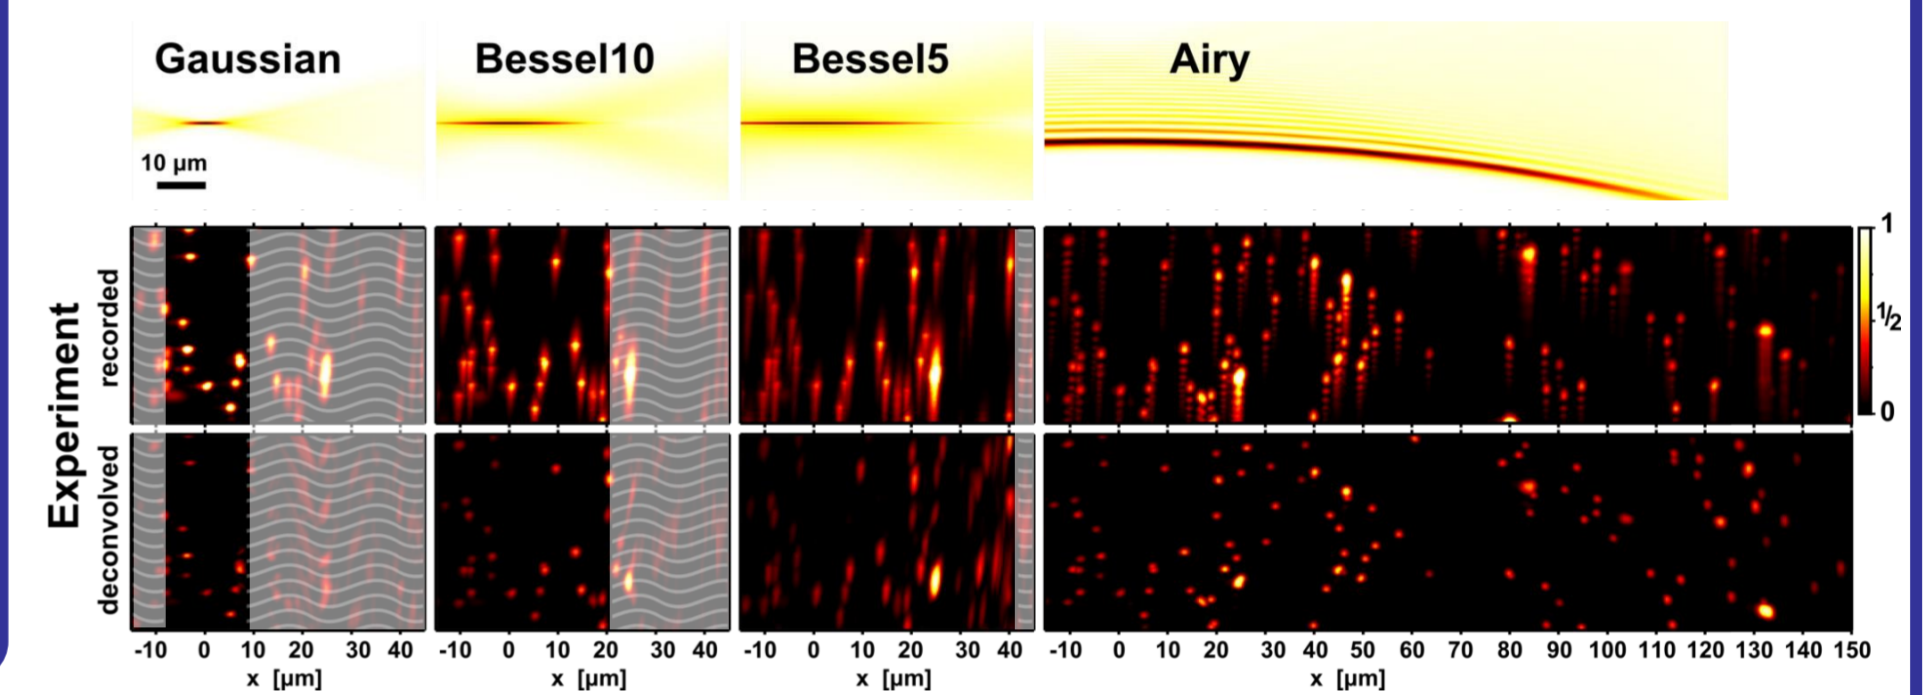 Gaussian Bessel10 Bessel5 Airy
10 µm
Experiment
recorded
deconvolved
1
1/2
0
-10 0 10 20 30 40 -10 0 10 20 30 40 -10 0 10 20 30 40 -10 0 10 20 30 40 50 60 70 80 90 100 110 120 130 140 150
x [µm] x [µm] x [µm] x [µm]